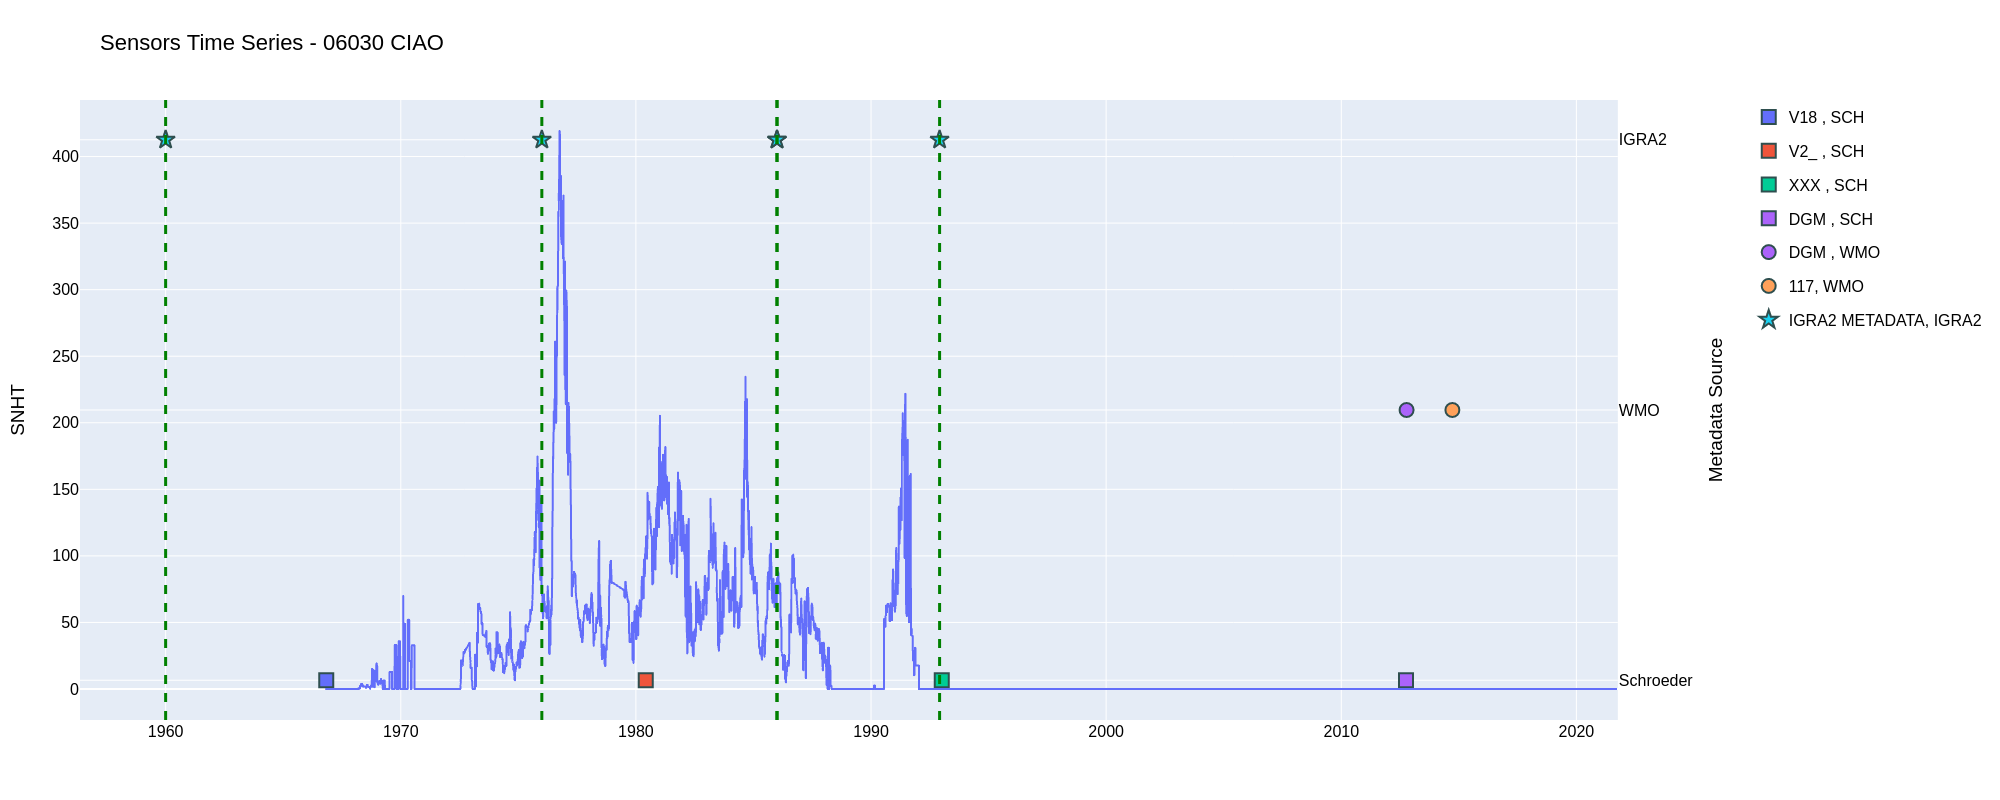 Sensors Time Series - 06030 CIAO
SNHT
400
350
300
250
200
150
100
50
0
1960
1970
1980
1990
2000
2010
2020
IGRA2
WMO
Schroeder
Metadata Source
V18 , SCH
V2_ , SCH
XXX , SCH
DGM , SCH
DGM , WMO
117, WMO
IGRA2 METADATA, IGRA2